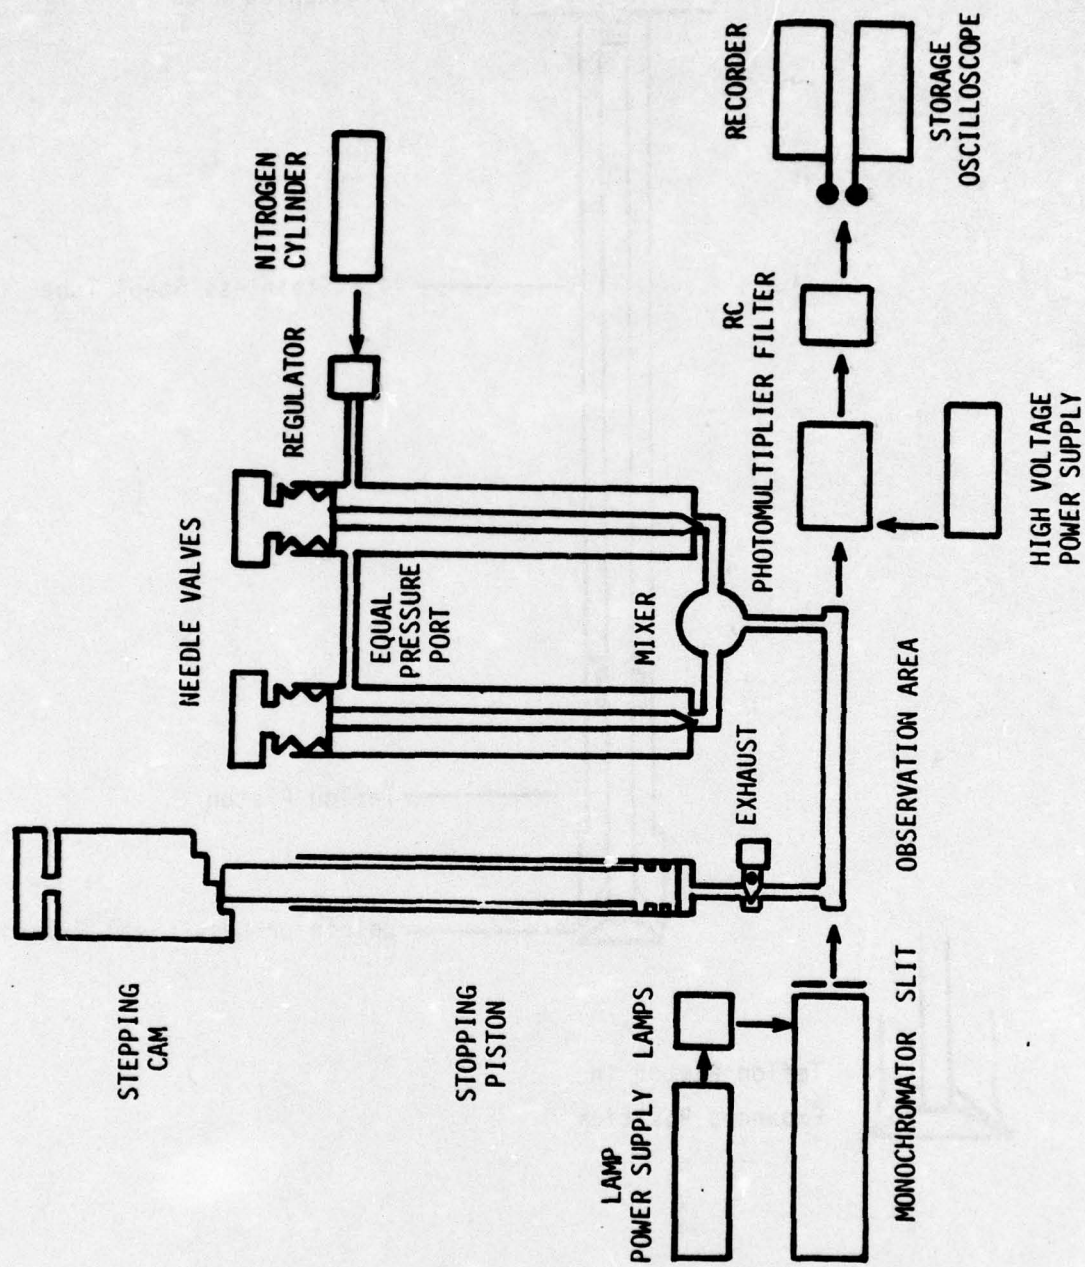 STEPPING
CAM
NEEDLE VALVES
NITROGEN
CYLINDER
REGULATOR
EQUAL
PRESSURE
PORT
STOPPING
PISTON
LAMP
POWER SUPPLY LAMPS
MIXER
EXHAUST
RC
PHOTOMULTIPLIER FILTER
RECORDER
MONOCHROMATOR SLIT OBSERVATION AREA
STORAGE
OSCILLOSCOPE
HIGH VOLTAGE
POWER SUPPLY